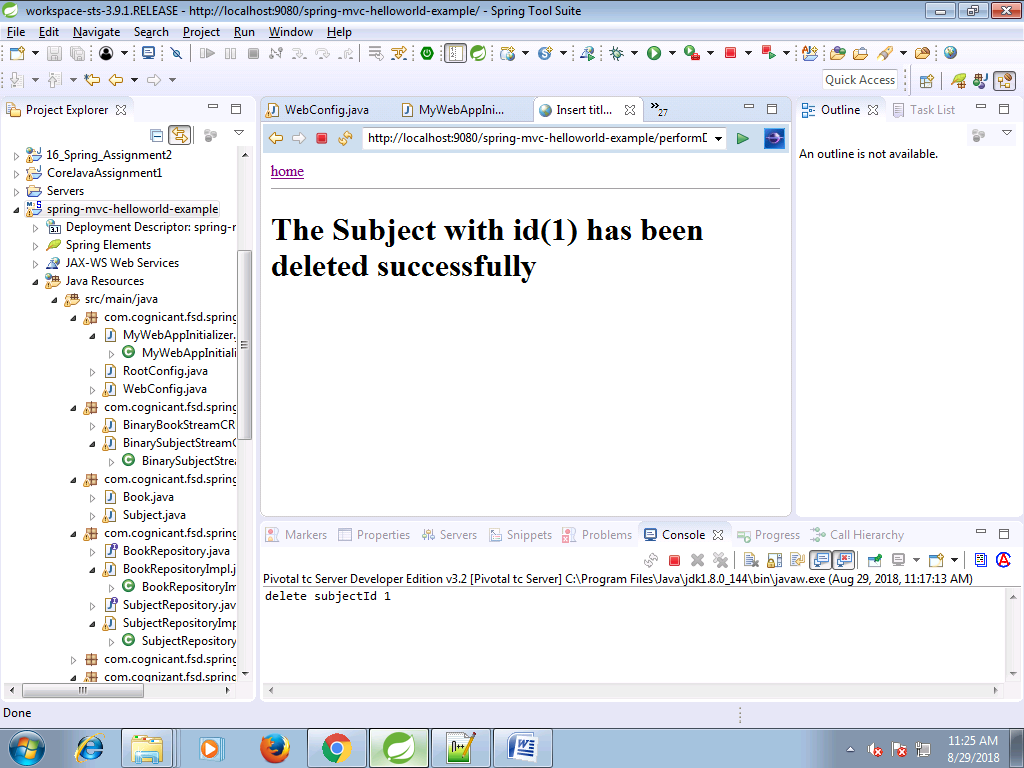 workspace-sts-3.9.1.RELEASE - http://localhost:9080/spring-mvc-helloworld-example/ - Spring Tool Suite
File Edit Navigate Search Project Run Window Help
Quick Access
Project Explorer
16_Spring_Assignment2
CoreJavaAssignment1
Servers
spring-mvc-helloworld-example
Deployment Descriptor: spring-r
Spring Elements
JAX-WS Web Services
Java Resources
src/main/java
com.cognicant.fsd.spring
MyWebAppInitializer.
MyWebAppInitiali
RootConfig.java
WebConfig.java
com.cognicant.fsd.spring
BinaryBookStreamCR
BinarySubjectStreamC
BinarySubjectStrea
com.cognicant.fsd.spring
Book.java
Subject.java
com.cognicant.fsd.spring
BookRepository.java
BookRepositoryImpl.j
BookRepositoryIm
SubjectRepository.jav
SubjectRepositoryImp
SubjectRepository
com.cognicant.fsd.spring
com.cognizant.fsd.spring
WebConfig.java
MyWebAppIni...
Insert titl...
»27
http://localhost:9080/spring-mvc-helloworld-example/performD
home
The Subject with id(1) has been
deleted successfully
Outline
Task List
An outline is not available.
Markers Properties Servers Snippets Problems Console Progress Call Hierarchy
Pivotal tc Server Developer Edition v3.2 [Pivotal tc Server] C:\Program Files\Java\jdk1.8.0_144\bin\javaw.exe (Aug 29, 2018, 11:17:13 AM)
delete subjectId 1
Done
11:25 AM
8/29/2018